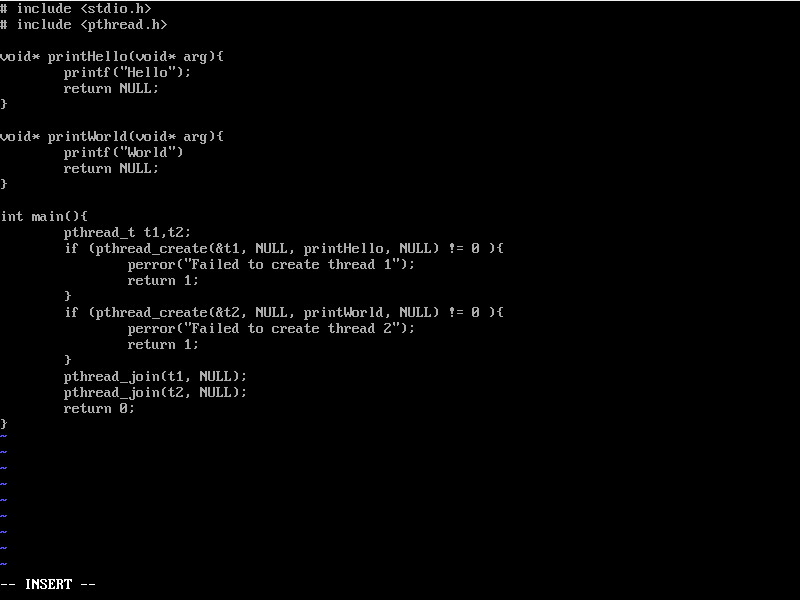 # include <stdio.h>
# include <pthread.h>

void* printHello(void* arg){
        printf("Hello");
        return NULL;
}

void* printWorld(void* arg){
        printf("World")
        return NULL;
}

int main(){
        pthread_t t1,t2;
        if (pthread_create(&t1, NULL, printHello, NULL) != 0 ){
                perror("Failed to create thread 1");
                return 1;
        }
        if (pthread_create(&t2, NULL, printWorld, NULL) != 0 ){
                perror("Failed to create thread 2");
                return 1;
        }
        pthread_join(t1, NULL);
        pthread_join(t2, NULL);
        return 0;
}
~
~
~
~
~
~
~
~
~
-- INSERT --